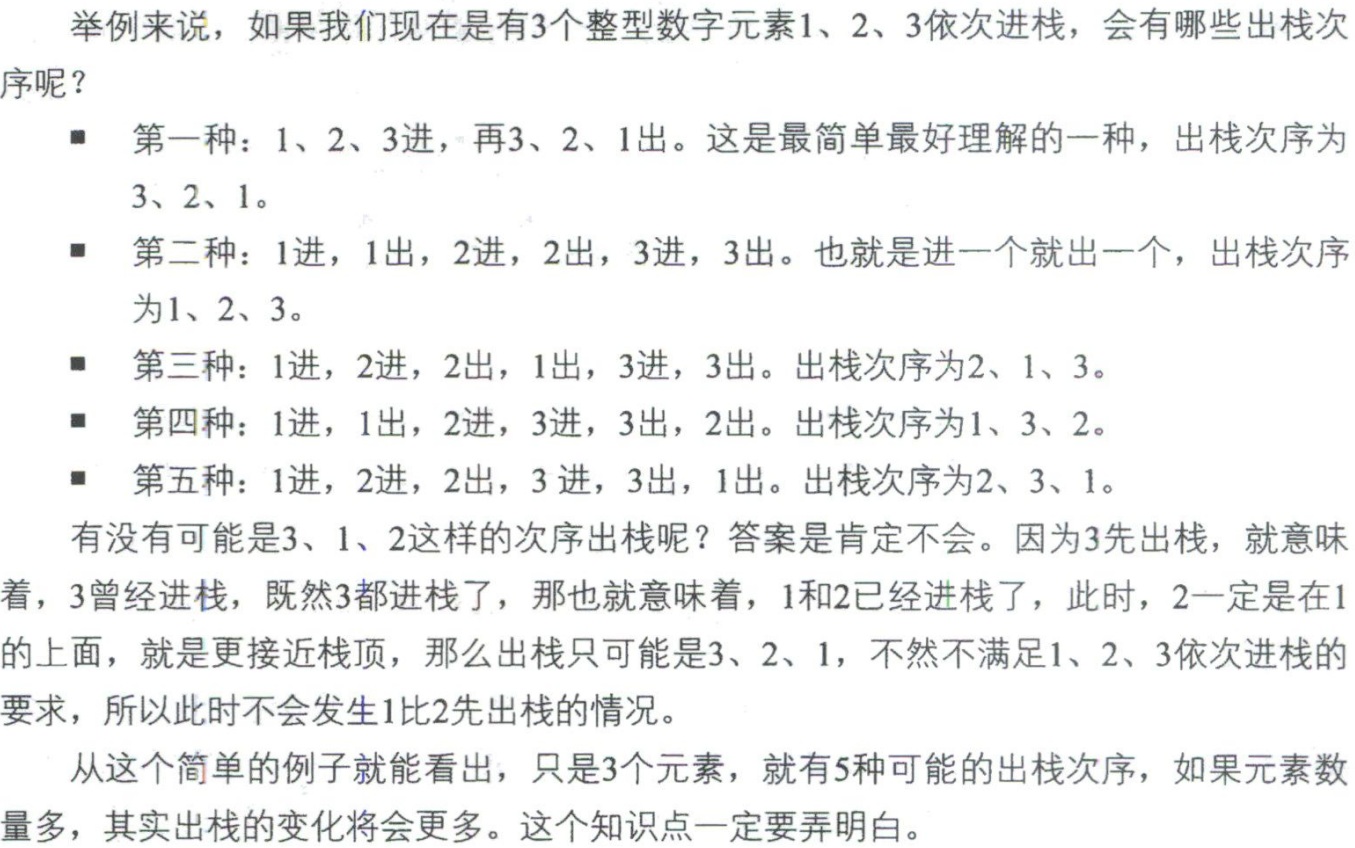 举例来说，如果我们现在是有3个整型数字元素1、2、3依次进栈，会有哪些出栈次
序呢？
■ 第一种：1、2、3进，再3、2、1出。这是最简单最好理解的一种，出栈次序为
3、2、1。
■ 第二种：1进，1出，2进，2出，3进，3出。也就是进一个就出一个，出栈次序
为1、2、3。
■ 第三种：1进，2进，2出，1出，3进，3出。出栈次序为2、1、3。
■ 第四种：1进，1出，2进，3进，3出，2出。出栈次序为1、3、2。
■ 第五种：1进，2进，2出，3 进，3出，1出。出栈次序为2、3、1。
有没有可能是3、1、2这样的次序出栈呢？答案是肯定不会。因为3先出栈，就意味
着，3曾经进栈，既然3都进栈了，那也就意味着，1和2已经进栈了，此时，2一定是在1
的上面，就是更接近栈顶，那么出栈只可能是3、2、1，不然不满足1、2、3依次进栈的
要求，所以此时不会发生1比2先出栈的情况。
从这个简单的例子就能看出，只是3个元素，就有5种可能的出栈次序，如果元素数
量多，其实出栈的变化将会更多。这个知识点一定要弄明白。